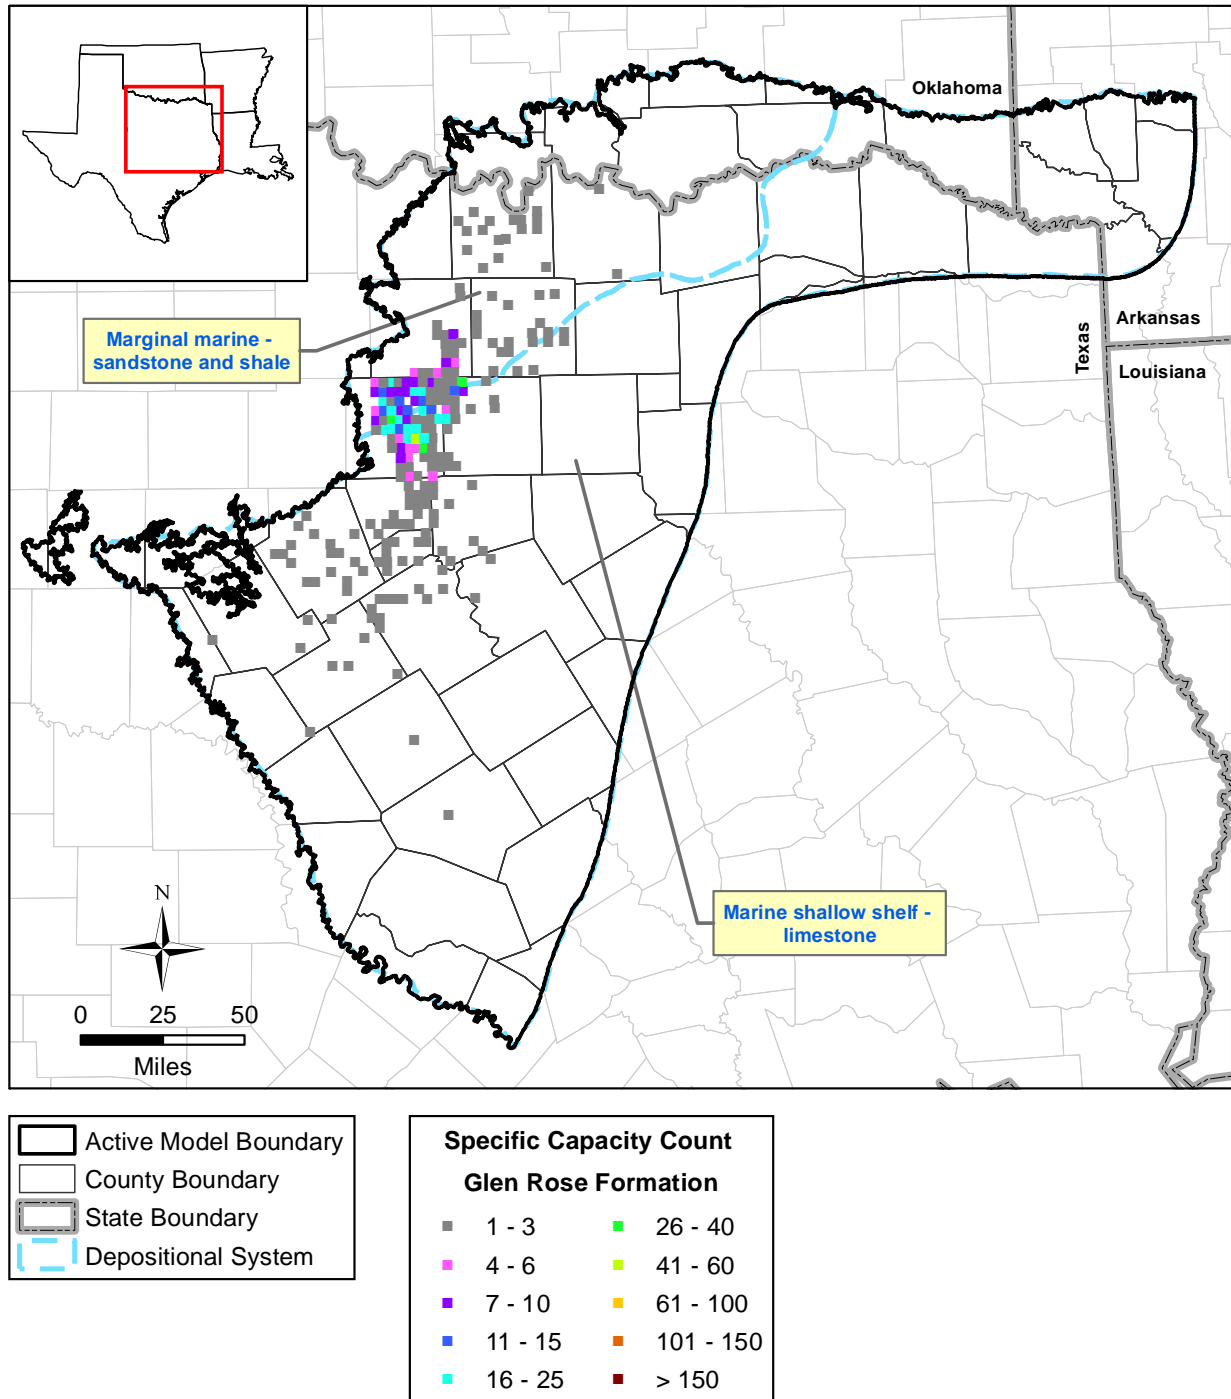 Oklahoma
Marginal marine -
sandstone and shale
Texas
Arkansas
Louisiana
Marine shallow shelf -
limestone
N
0 25 50
Miles
Active Model Boundary
County Boundary
State Boundary
Depositional System
Specific Capacity Count
Glen Rose Formation
1 - 3 26 - 40
4 - 6 41 - 60
7 - 10 61 - 100
11 - 15 101 - 150
16 - 25 > 150